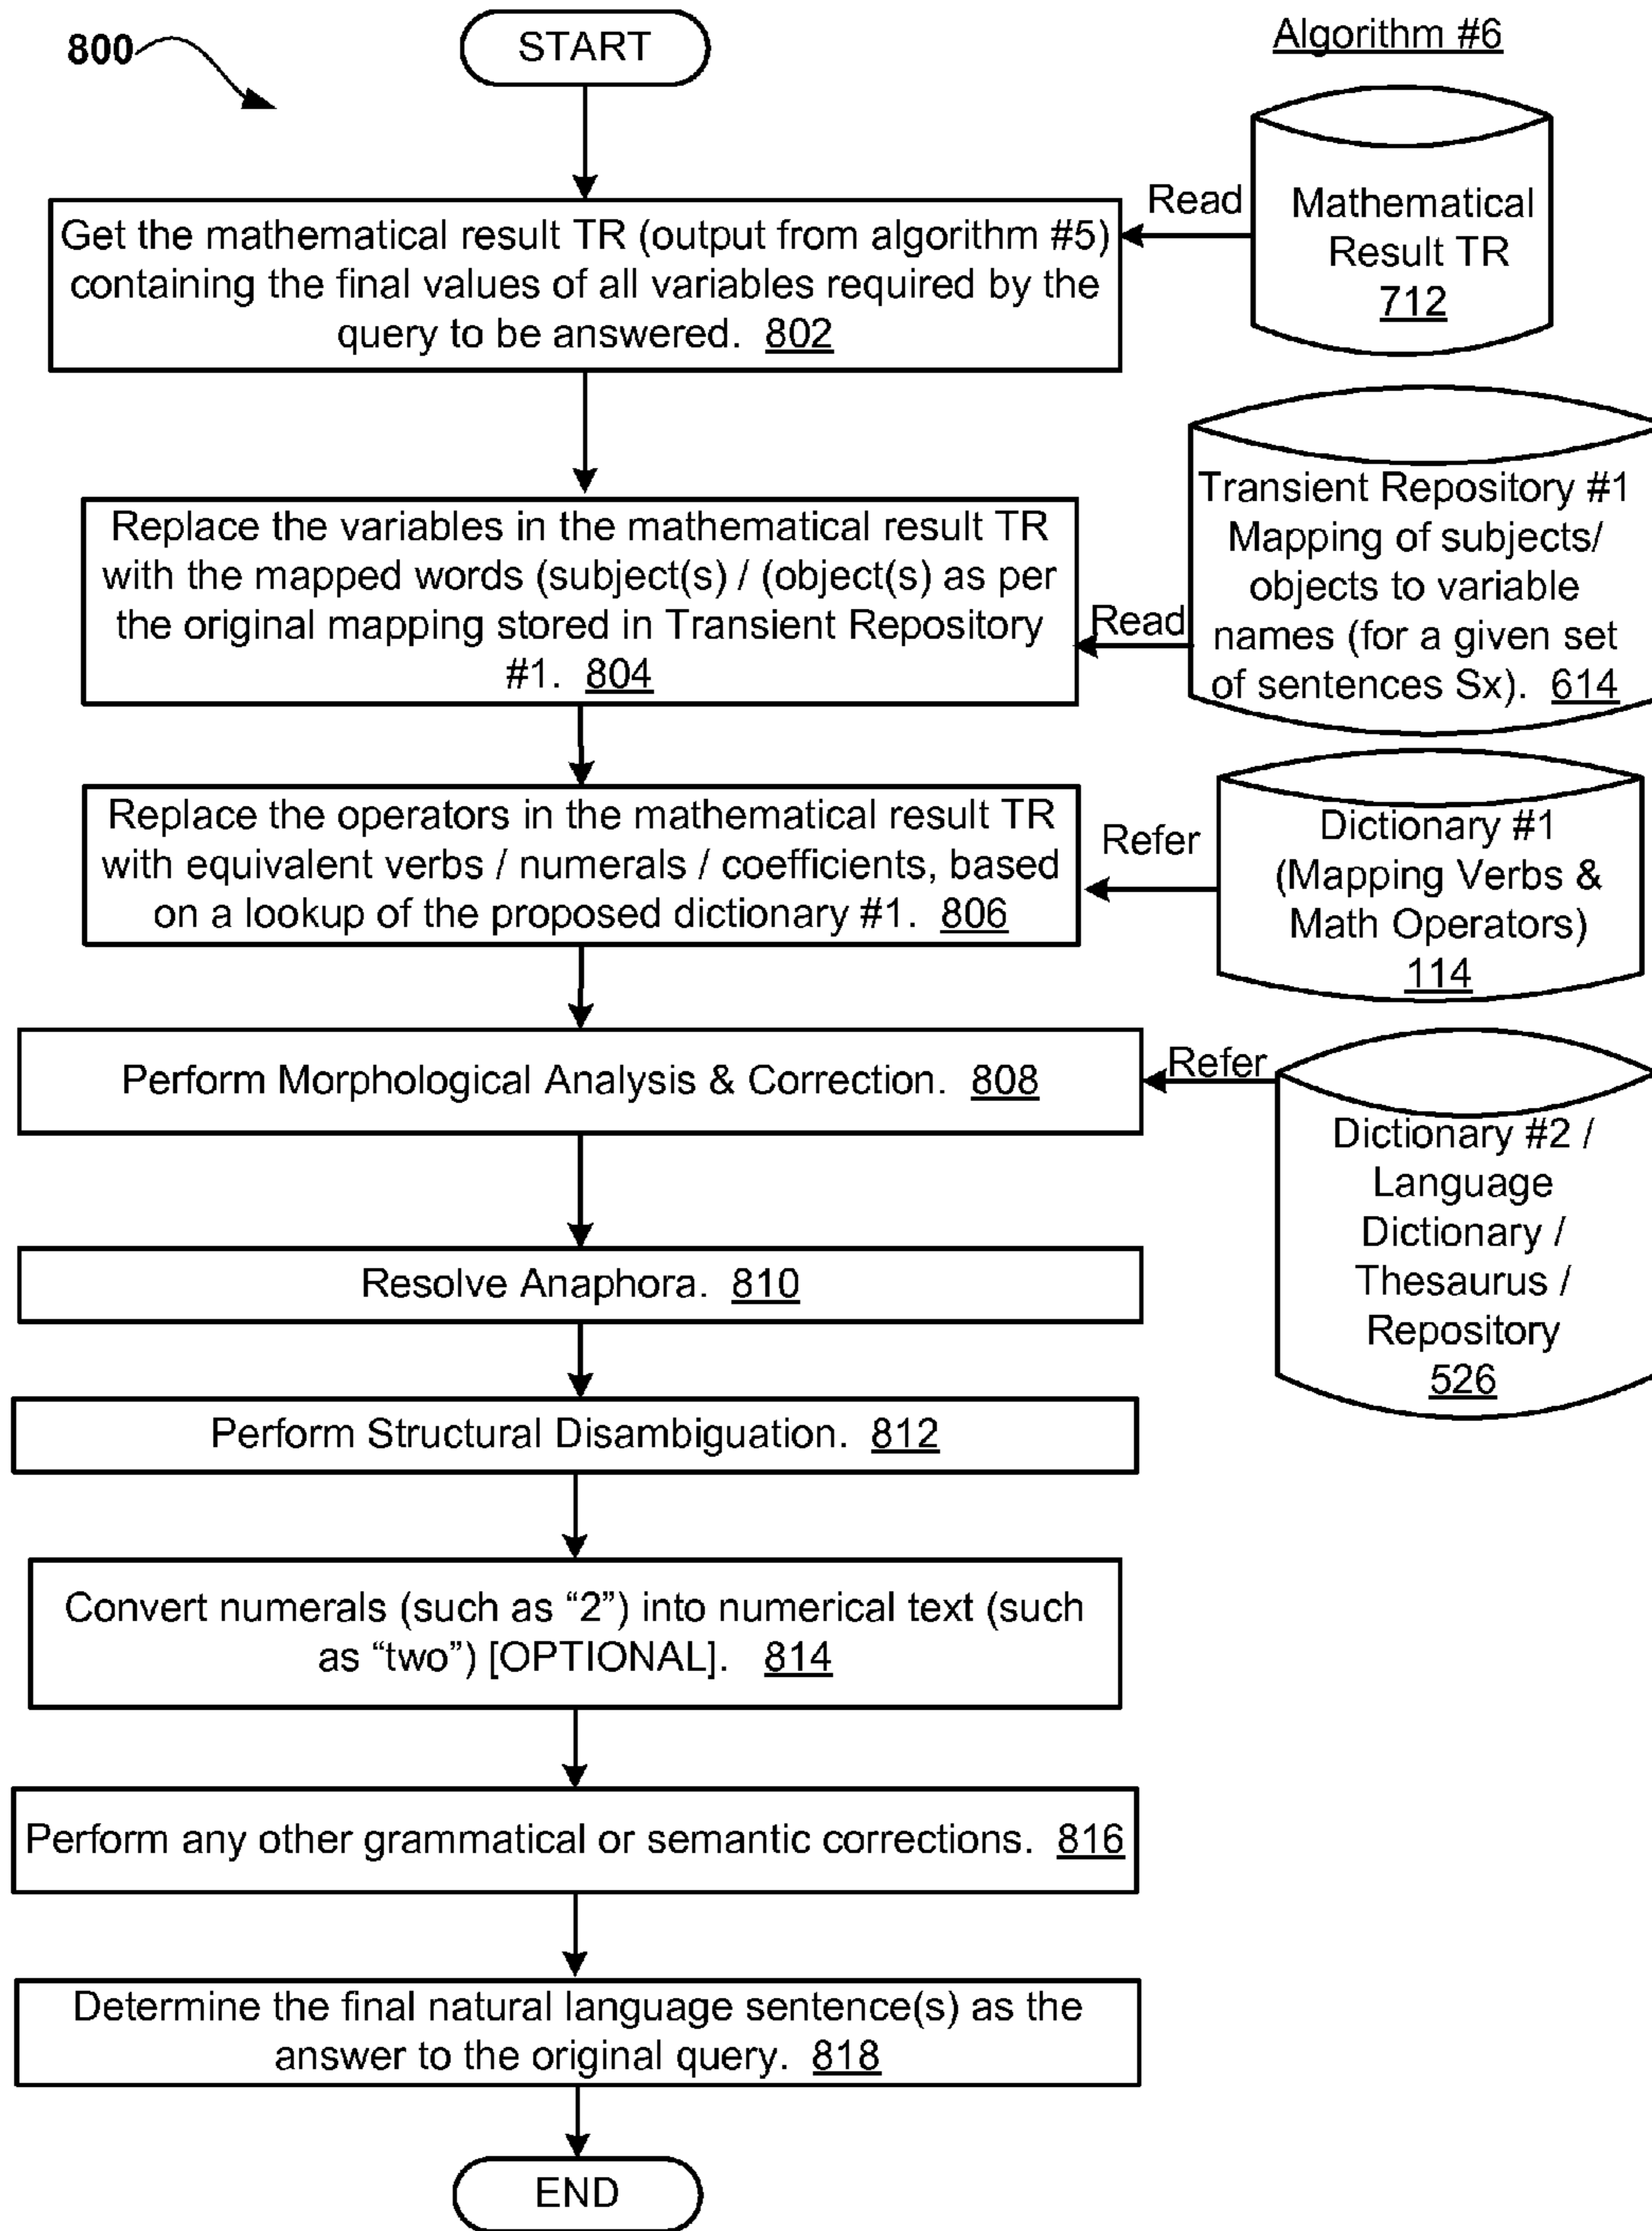 800
START
Algorithm #6
Mathematical
Result TR
712
Read
Get the mathematical result TR (output from algorithm #5)
containing the final values of all variables required by the
query to be answered. 802
Transient Repository #1
Mapping of subjects/
objects to variable
names (for a given set
of sentences Sx). 614
Read
Replace the variables in the mathematical result TR
with the mapped words (subject(s) / (object(s) as per
the original mapping stored in Transient Repository
#1. 804
Dictionary #1
(Mapping Verbs &
Math Operators)
114
Refer
Replace the operators in the mathematical result TR
with equivalent verbs / numerals / coefficients, based
on a lookup of the proposed dictionary #1. 806
Perform Morphological Analysis & Correction. 808
Refer
Dictionary #2 /
Language
Dictionary /
Thesaurus /
Repository
526
Resolve Anaphora. 810
Perform Structural Disambiguation. 812
Convert numerals (such as “2”) into numerical text (such
as “two”) [OPTIONAL]. 814
Perform any other grammatical or semantic corrections. 816
Determine the final natural language sentence(s) as the
answer to the original query. 818
END